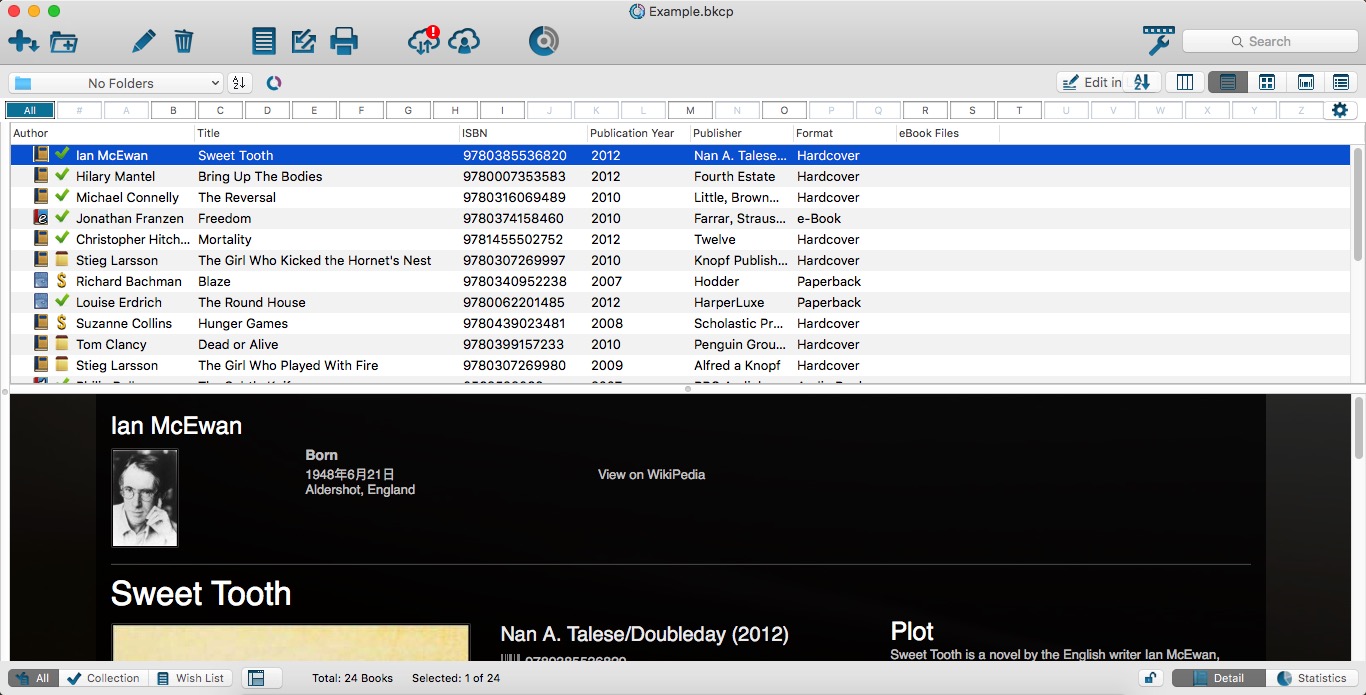 Example.bkcp
Search
No Folders
Edit in
All # A B C D E F G H I J K L M N O P Q R S T U V W X Y Z
Author Title ISBN Publication Year Publisher Format eBook Files
Ian McEwan Sweet Tooth 9780385536820 2012 Nan A. Talese... Hardcover
Hilary Mantel Bring Up The Bodies 9780007353583 2012 Fourth Estate Hardcover
Michael Connelly The Reversal 9780316069489 2010 Little, Brown... Hardcover
Jonathan Franzen Freedom 9780374158460 2010 Farrar, Straus... e-Book
Christopher Hitch... Mortality 9781455502752 2012 Twelve Hardcover
Stieg Larsson The Girl Who Kicked the Hornet's Nest 9780307269997 2010 Knopf Publish... Hardcover
Richard Bachman Blaze 9780340952238 2007 Hodder Paperback
Louise Erdrich The Round House 9780062201485 2012 HarperLuxe Paperback
Suzanne Collins Hunger Games 9780439023481 2008 Scholastic Pr... Hardcover
Tom Clancy Dead or Alive 9780399157233 2010 Penguin Grou... Hardcover
Stieg Larsson The Girl Who Played With Fire 9780307269980 2009 Alfred a Knopf Hardcover
Ian McEwan
Born
1948年6月21日
Aldershot, England
View on WikiPedia
Sweet Tooth
Nan A. Talese/Doubleday (2012)
9780385536820
Plot
Sweet Tooth is a novel by the English writer Ian McEwan,
All Collection Wish List Total: 24 Books Selected: 1 of 24 Detail Statistics